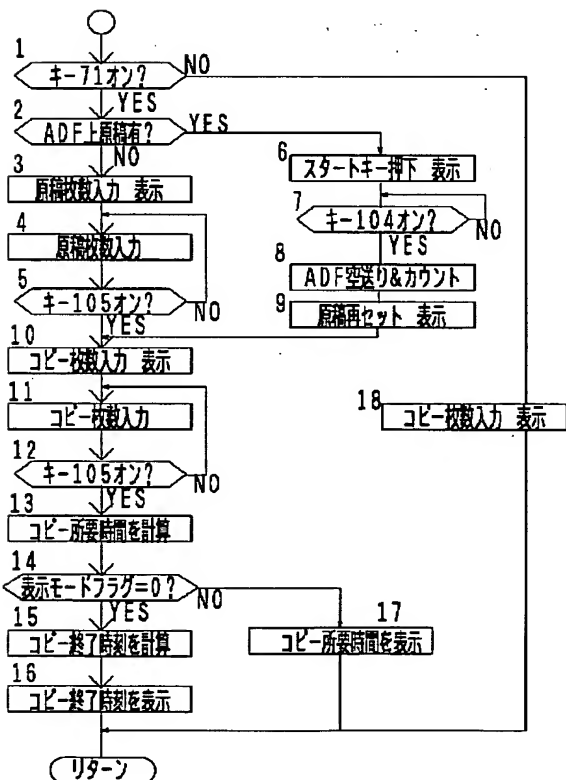 1
キー71オン?
NO
YES
2
ADF上原稿有?
YES
NO
3
原稿枚数入力 表示
4
原稿枚数入力
5
キー105オン?
NO
YES
6
スタートキー押下 表示
7
キー104オン?
NO
YES
8
ADF空送り&カウント
9
原稿再セット 表示
10
コピー枚数入力 表示
11
コピー枚数入力
12
キー105オン?
NO
YES
13
コピー所要時間を計算
14
表示モードフラグ=0?
NO
YES
15
コピー終了時刻を計算
16
コピー終了時刻を表示
17
コピー所要時間を表示
18
コピー枚数入力 表示
リターン